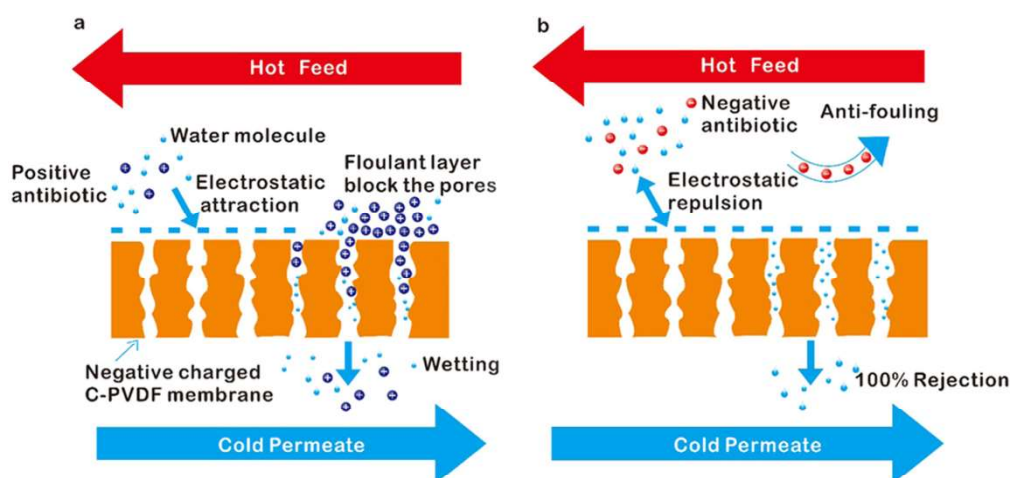 a
Hot Feed
Water molecule
Positive
antibiotic
Electrostatic
attraction
Floulant layer
block the pores
Negative charged
C-PVDF membrane
Wetting
Cold Permeate
b
Hot Feed
Negative
antibiotic
Anti-fouling
Electrostatic
repulsion
100% Rejection
Cold Permeate